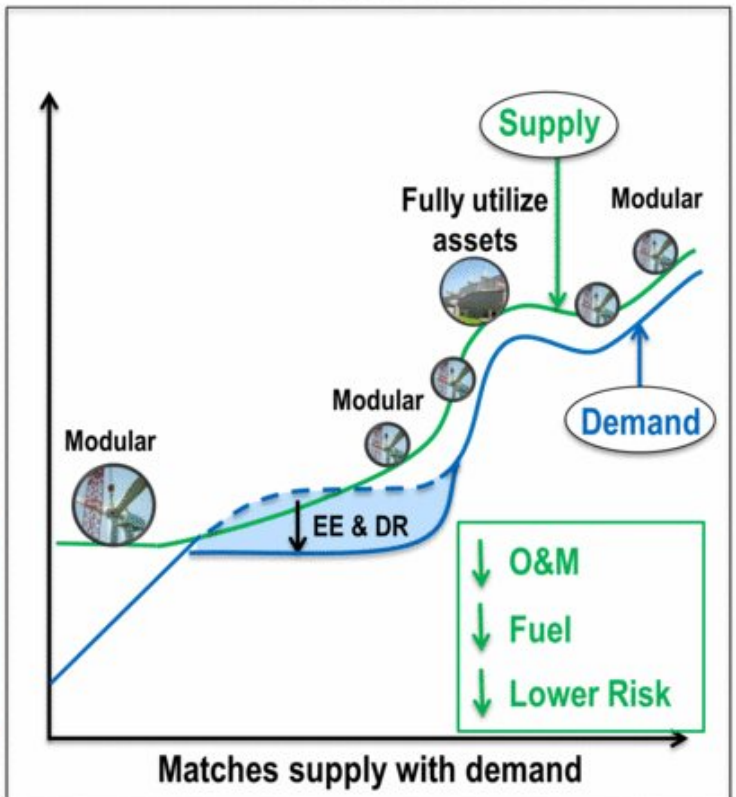 Supply
Fully utilize
assets
Modular
Modular
Demand
Modular
EE & DR
O&M
Fuel
Lower Risk
Matches supply with demand